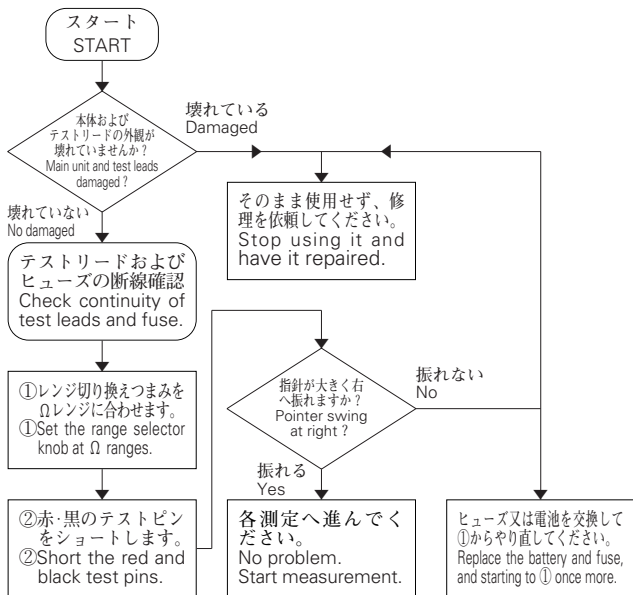 スタート
START
本体および
テストリードの外観が
壊れていませんか？
Main unit and test leads
damaged ?
壊れている
Damaged
そのまま使用せず、修
理を依頼してください。
Stop using it and
have it repaired.
壊れていない
No damaged
テストリードおよび
ヒューズの断線確認
Check continuity of
test leads and fuse.
①レンジ切り換えつまみを
Ωレンジに合わせます。
①Set the range selector
knob at Ω ranges.
②赤·黒のテストピン
をショートします。
②Short the red and
black test pins.
指針が大きく右
へ振れますか？
Pointer swing
at right ?
振れない
No
振れる
Yes
各測定へ進んでく
ださい。
No problem.
Start measurement.
ヒューズ又は電池を交換して
①からやり直してください。
Replace the battery and fuse,
and starting to ① once more.